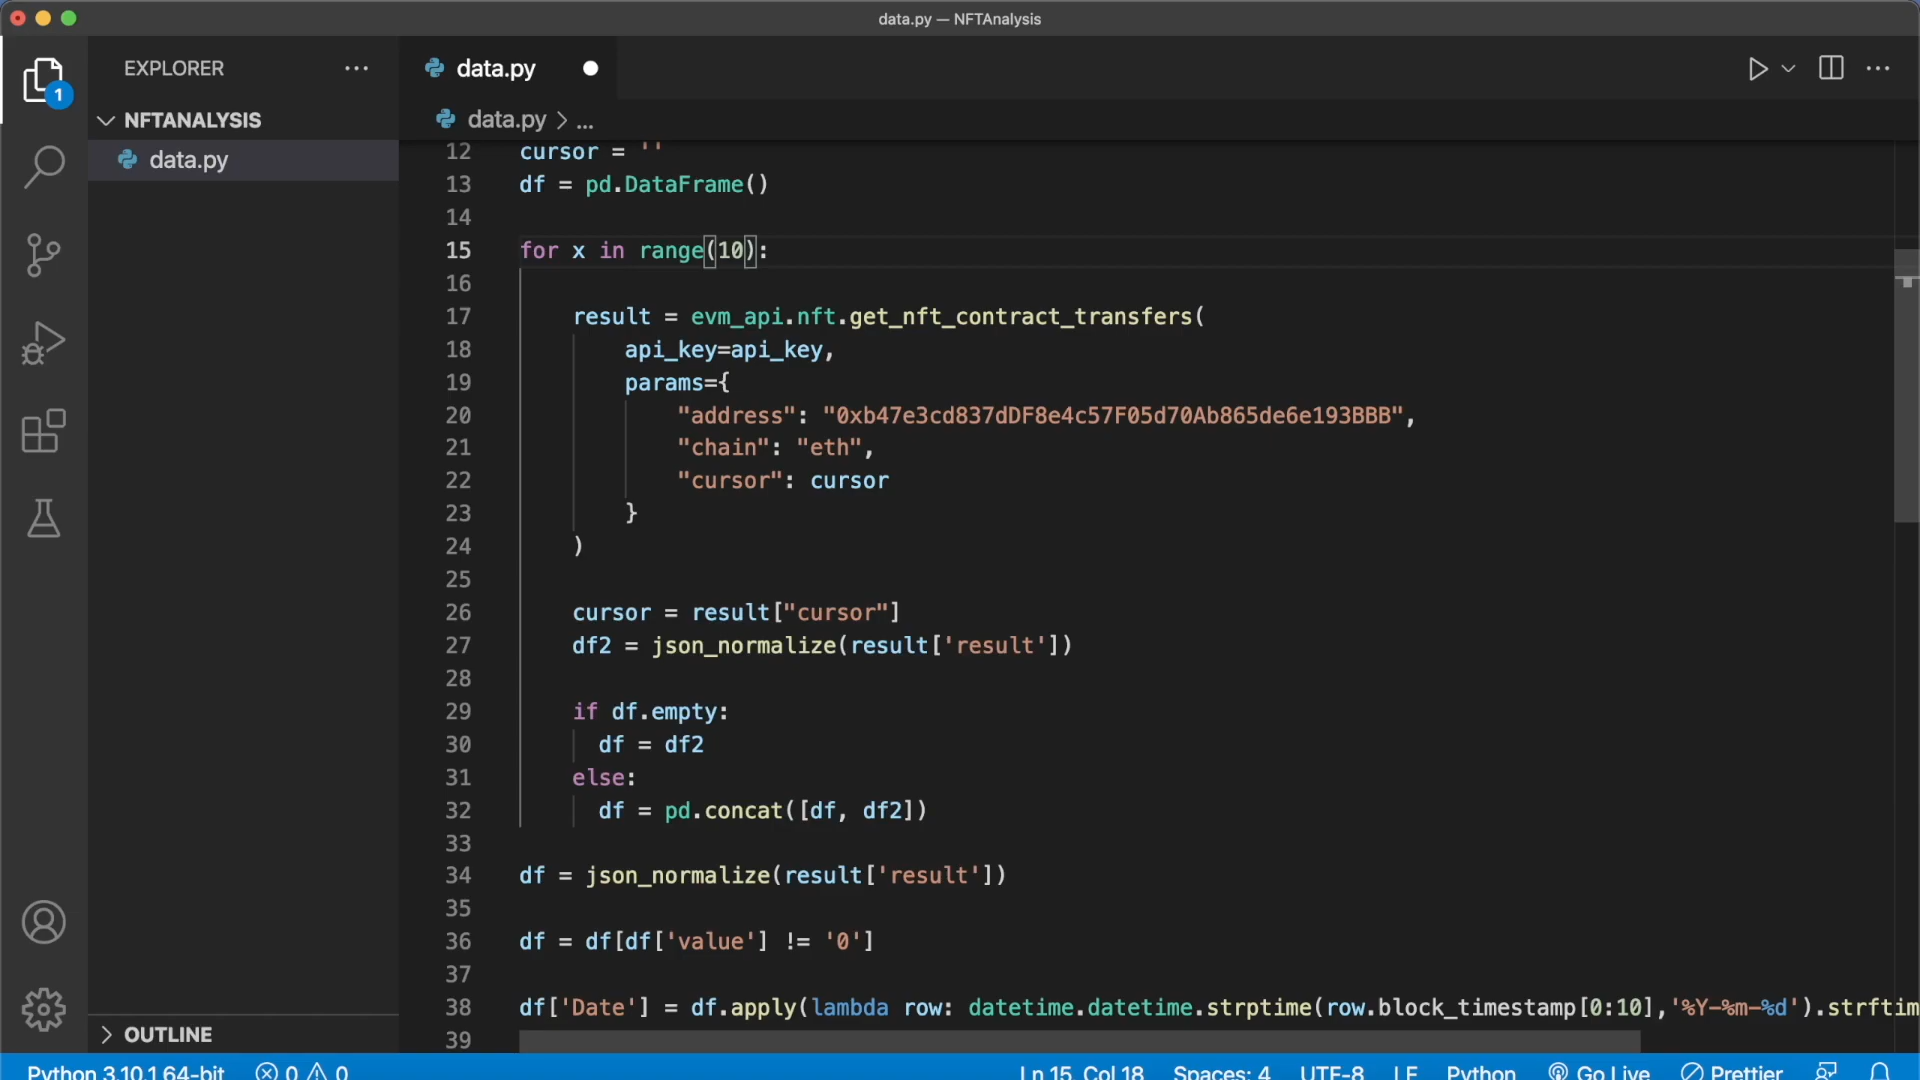 data.py — NFTAnalysis
EXPLORER
data.py
1
NFTANALYSIS
data.py > ...
data.py
12 cursor = ''
13 df = pd.DataFrame()
14
15 for x in range(10):
16
17 result = evm_api.nft.get_nft_contract_transfers(
18 api_key=api_key,
19 params={
20 "address": "0xb47e3cd837dDF8e4c57F05d70Ab865de6e193BBB",
21 "chain": "eth",
22 "cursor": cursor
23 }
24 )
25
26 cursor = result["cursor"]
27 df2 = json_normalize(result['result'])
28
29 if df.empty:
30 df = df2
31 else:
32 df = pd.concat([df, df2])
33
34 df = json_normalize(result['result'])
35
36 df = df[df['value'] != '0']
37
38 df['Date'] = df.apply(lambda row: datetime.datetime.strptime(row.block_timestamp[0:10],'%Y-%m-%d').strftim
39
OUTLINE
Python 3.10.1 64-bit 0 0 Ln 15, Col 18 Spaces: 4 UTF-8 LF Python Go Live Prettier